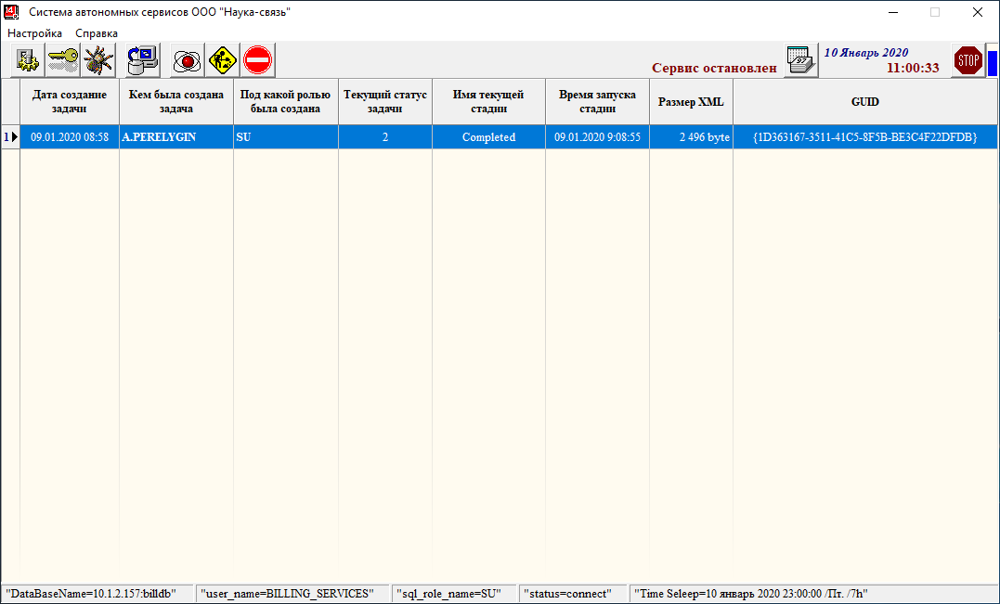 Система автономных сервисов ООО "Наука-связь"
Настройка Справка
Сервис остановлен
97
10 Январь 2020
11:00:33
STOP
Дата создание
задачи
Кем была создана
задача
Под какой ролью
была создана
Текущий статус
задачи
Имя текущей
стадии
Время запуска
стадии
Размер XML
GUID
1 09.01.2020 08:58 A.PERELYGIN SU 2 Completed 09.01.2020 9:08:55 2 496 byte {1D363167-3511-41C5-8F5B-BE3C4F22DFDB}
"DataBaseName=10.1.2.157:billdb" "user_name=BILLING_SERVICES" "sql_role_name=SU" "status=connect" "Time Seleep=10 январь 2020 23:00:00 /Пт. /7h"